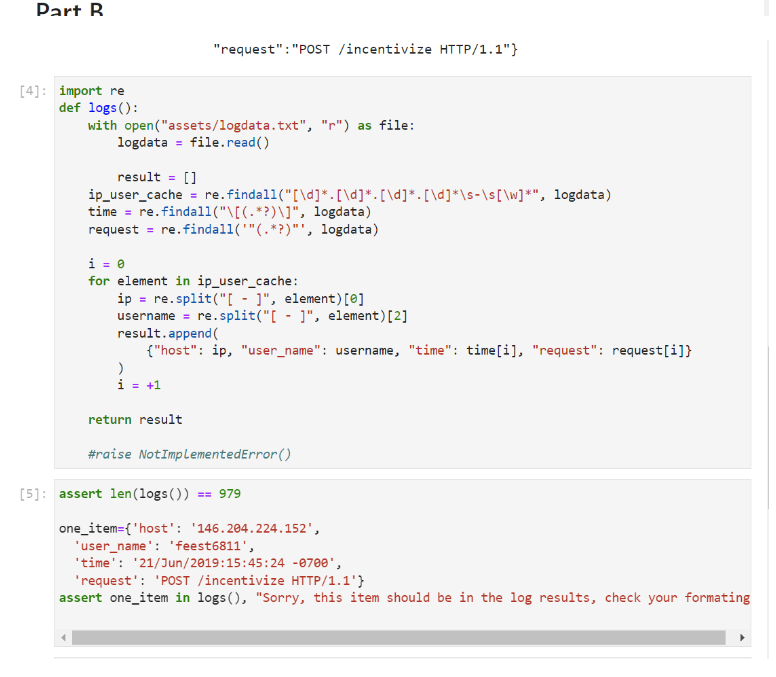 Part B
"request":"POST /incentivize HTTP/1.1"}
[4]: import re
def logs():
    with open("assets/logdata.txt", "r") as file:
        logdata = file.read()

        result = []
    ip_user_cache = re.findall("[\d]*.[\d]*.[\d]*.[\d]*\s-\s[\w]*", logdata)
    time = re.findall("\[(.*?)\]", logdata)
    request = re.findall('"(.*?)"', logdata)

    i = 0
    for element in ip_user_cache:
        ip = re.split("[ - ]", element)[0]
        username = re.split("[ - ]", element)[2]
        result.append(
            {"host": ip, "user_name": username, "time": time[i], "request": request[i]}
        )
        i = +1

    return result

    #raise NotImplementedError()
[5]: assert len(logs()) == 979

one_item={'host': '146.204.224.152',
  'user_name': 'feest6811',
  'time': '21/Jun/2019:15:45:24 -0700',
  'request': 'POST /incentivize HTTP/1.1'}
assert one_item in logs(), "Sorry, this item should be in the log results, check your formating